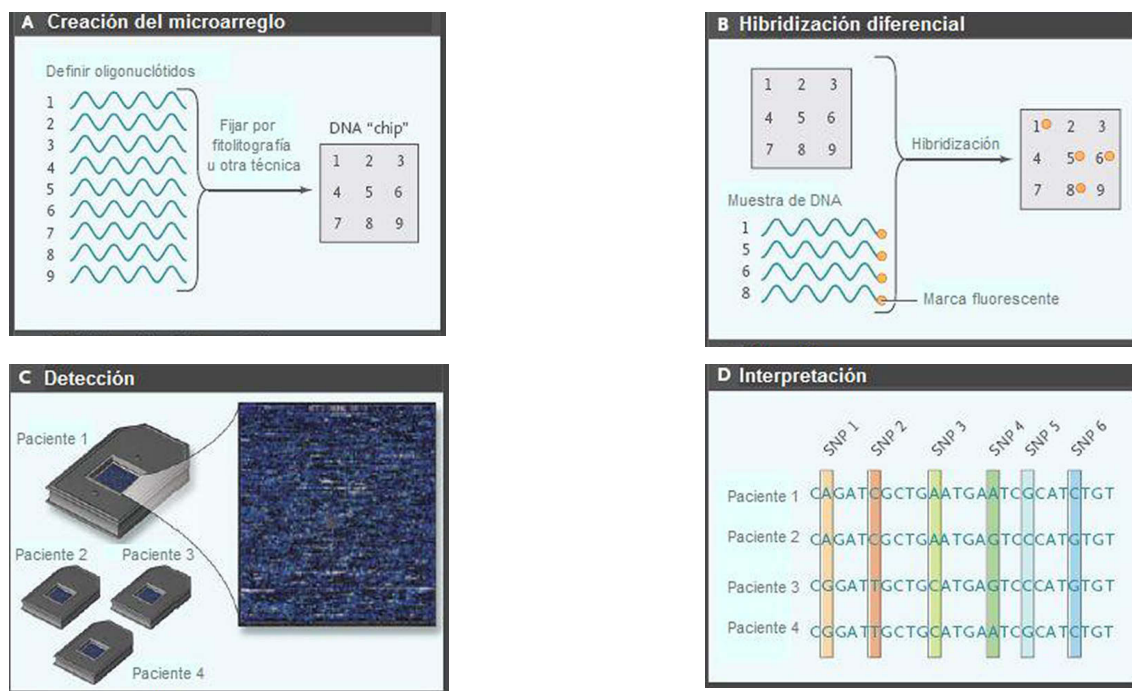 A Creación del microarreglo
Definir oligonuclótidos
1
2
3
4
5
6
7
8
9
Fijar por
fitolitografía
u otra técnica
DNA "chip"
1 2 3
4 5 6
7 8 9
B Hibridización diferencial
1 2 3
4 5 6
7 8 9
Muestra de DNA
1
5
6
8
Hibridización
Marca fluorescente
1 2 3
4 5 6
7 8 9
C Detección
Paciente 1
Paciente 2 Paciente 3
Paciente 4
D Interpretación
SNP 1 SNP 2 SNP 3 SNP 4 SNP 5 SNP 6
Paciente 1 CAGATCGCTGAATGAATCGCATCTGT
Paciente 2 CAGATCGCTGAATGAGTCCCATGTGT
Paciente 3 CGGATTGCTGCATGAGTCCCATGTGT
Paciente 4 CGGATTGCTGCATGAATCGCATCTGT